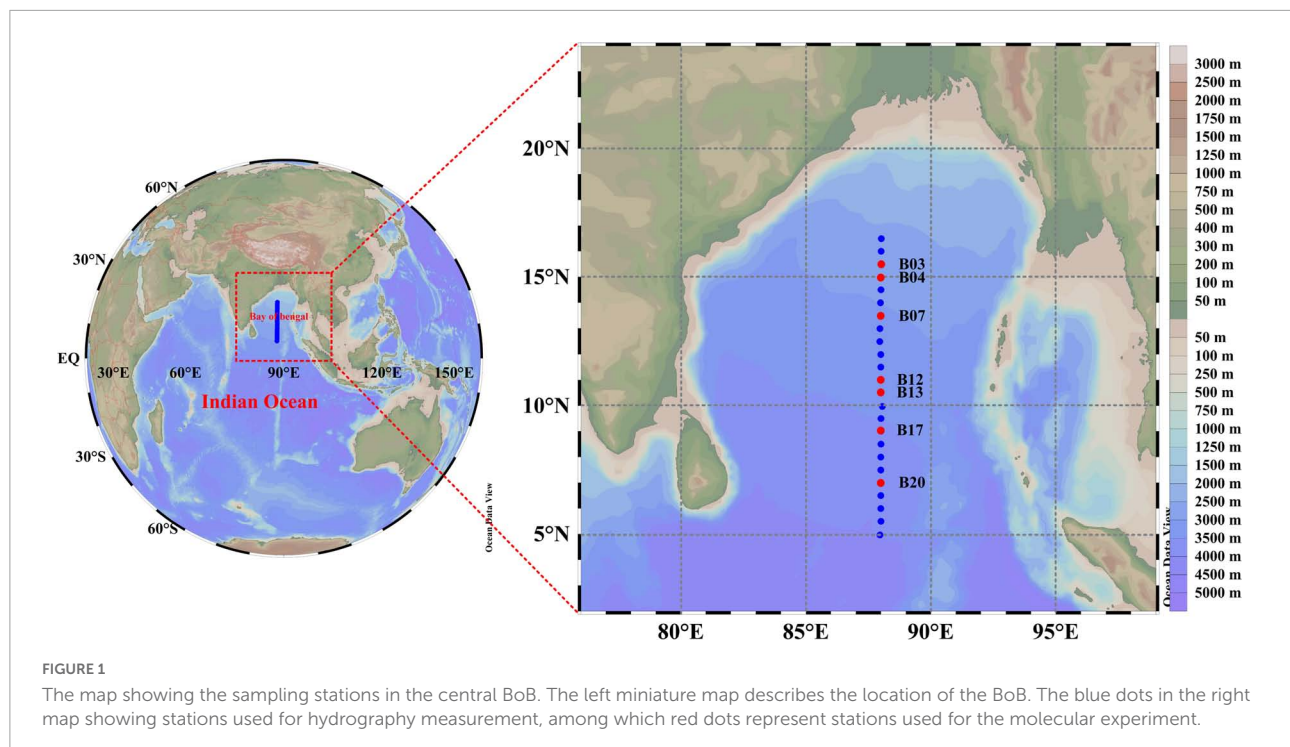 60°N
30°N
EQ
30°S
60°S
30°E
60°E
90°E
120°E
150°E
Bay of bengal
Indian Ocean
Ocean Data View
20°N
15°N
10°N
5°N
80°E
85°E
90°E
95°E
B03
B04
B07
B12
B13
B17
B20
Ocean Data View
3000 m
2500 m
2000 m
1750 m
1500 m
1250 m
1000 m
750 m
500 m
400 m
300 m
200 m
100 m
50 m
50 m
100 m
250 m
500 m
750 m
1000 m
1250 m
1500 m
2000 m
2500 m
3000 m
3500 m
4000 m
4500 m
5000 m
FIGURE 1
The map showing the sampling stations in the central BoB. The left miniature map describes the location of the BoB. The blue dots in the right
map showing stations used for hydrography measurement, among which red dots represent stations used for the molecular experiment.